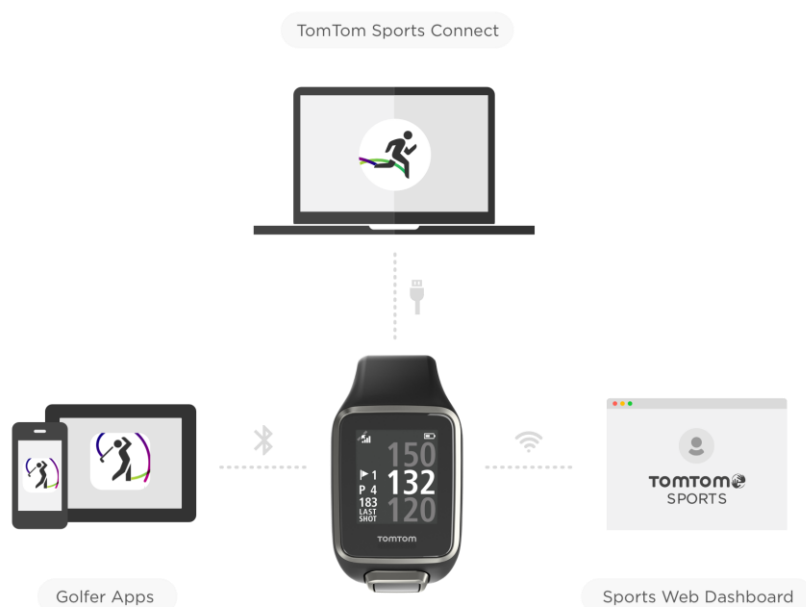 TomTom Sports Connect
150
1
P 4
132
183
LAST
SHOT
120
TOMTOM
TOMTOM
SPORTS
Golfer Apps
Sports Web Dashboard